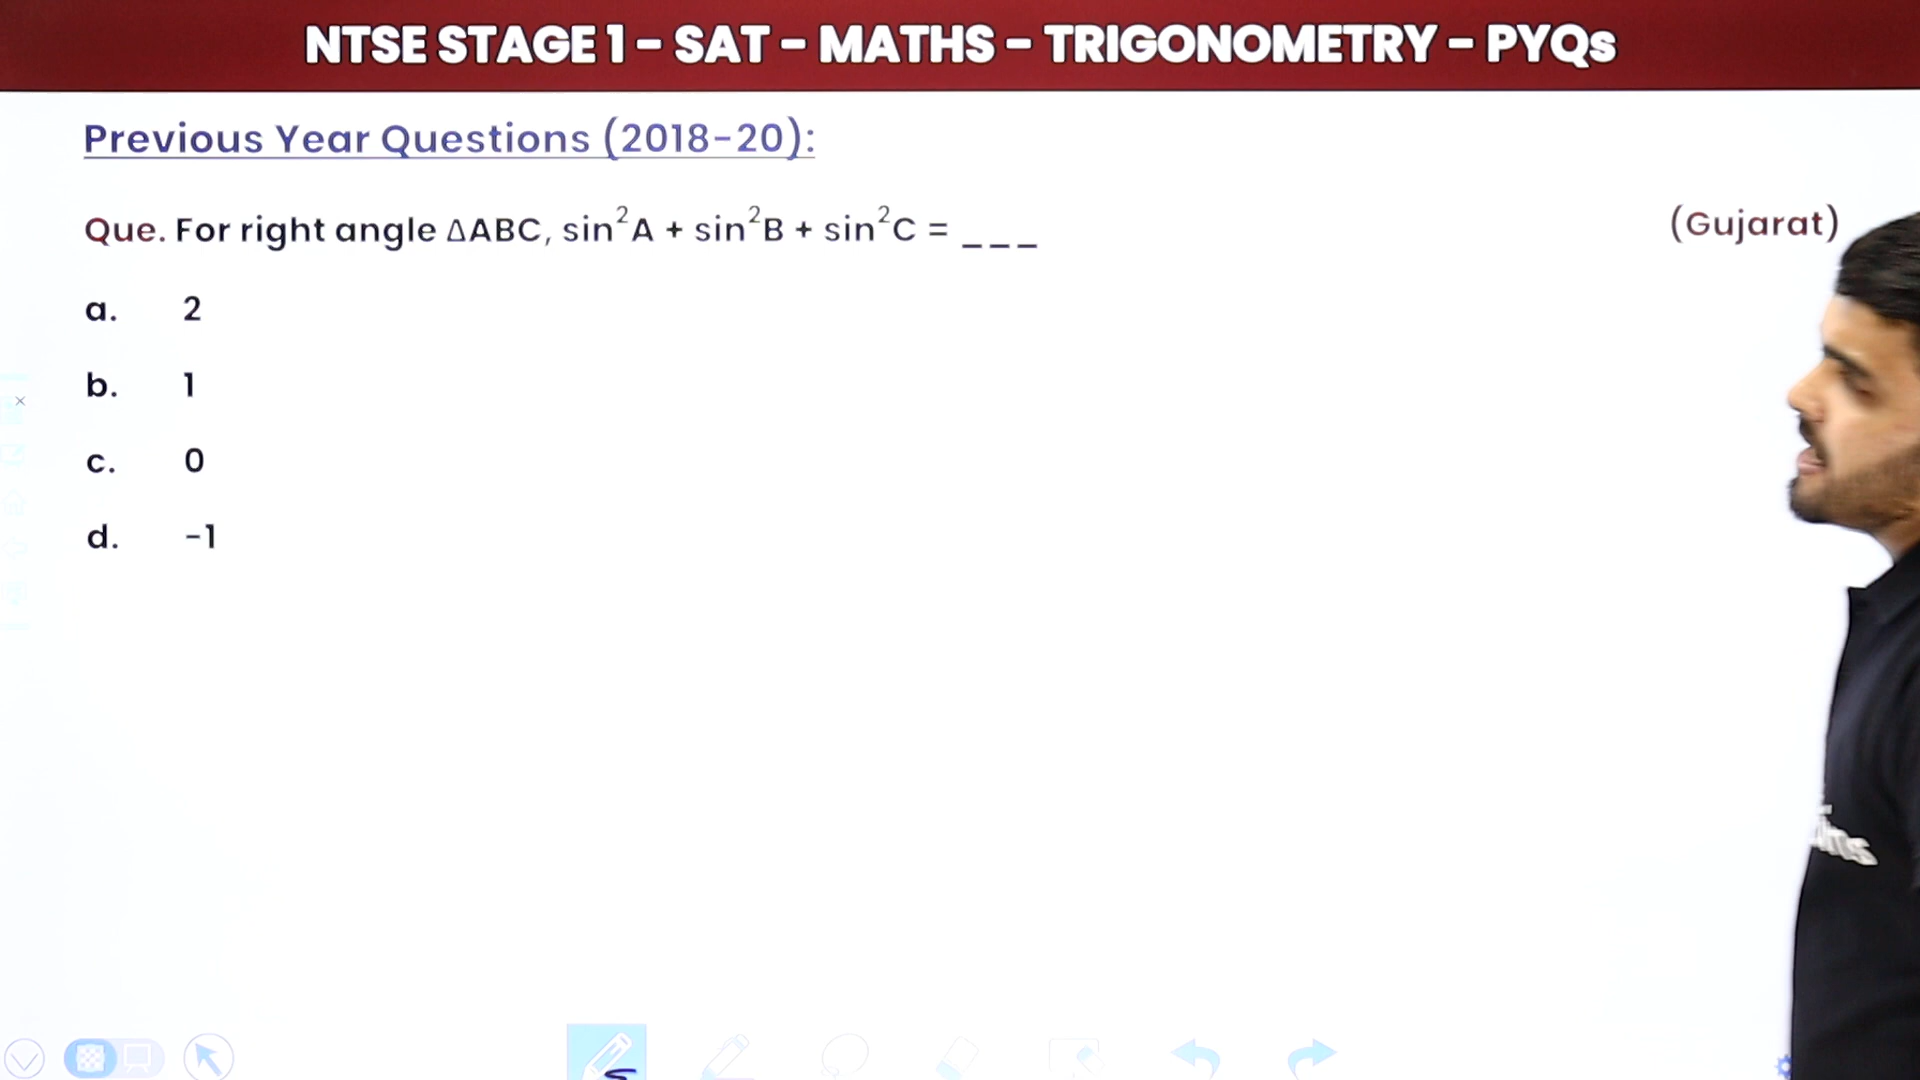 NTSE STAGE 1 – SAT – MATHS – TRIGONOMETRY – PYQs
Previous Year Questions (2018-20):
Que. For right angle ΔABC, sin²A + sin²B + sin²C = _ _ _ (Gujarat)
a. 2
b. 1
c. 0
d. -1